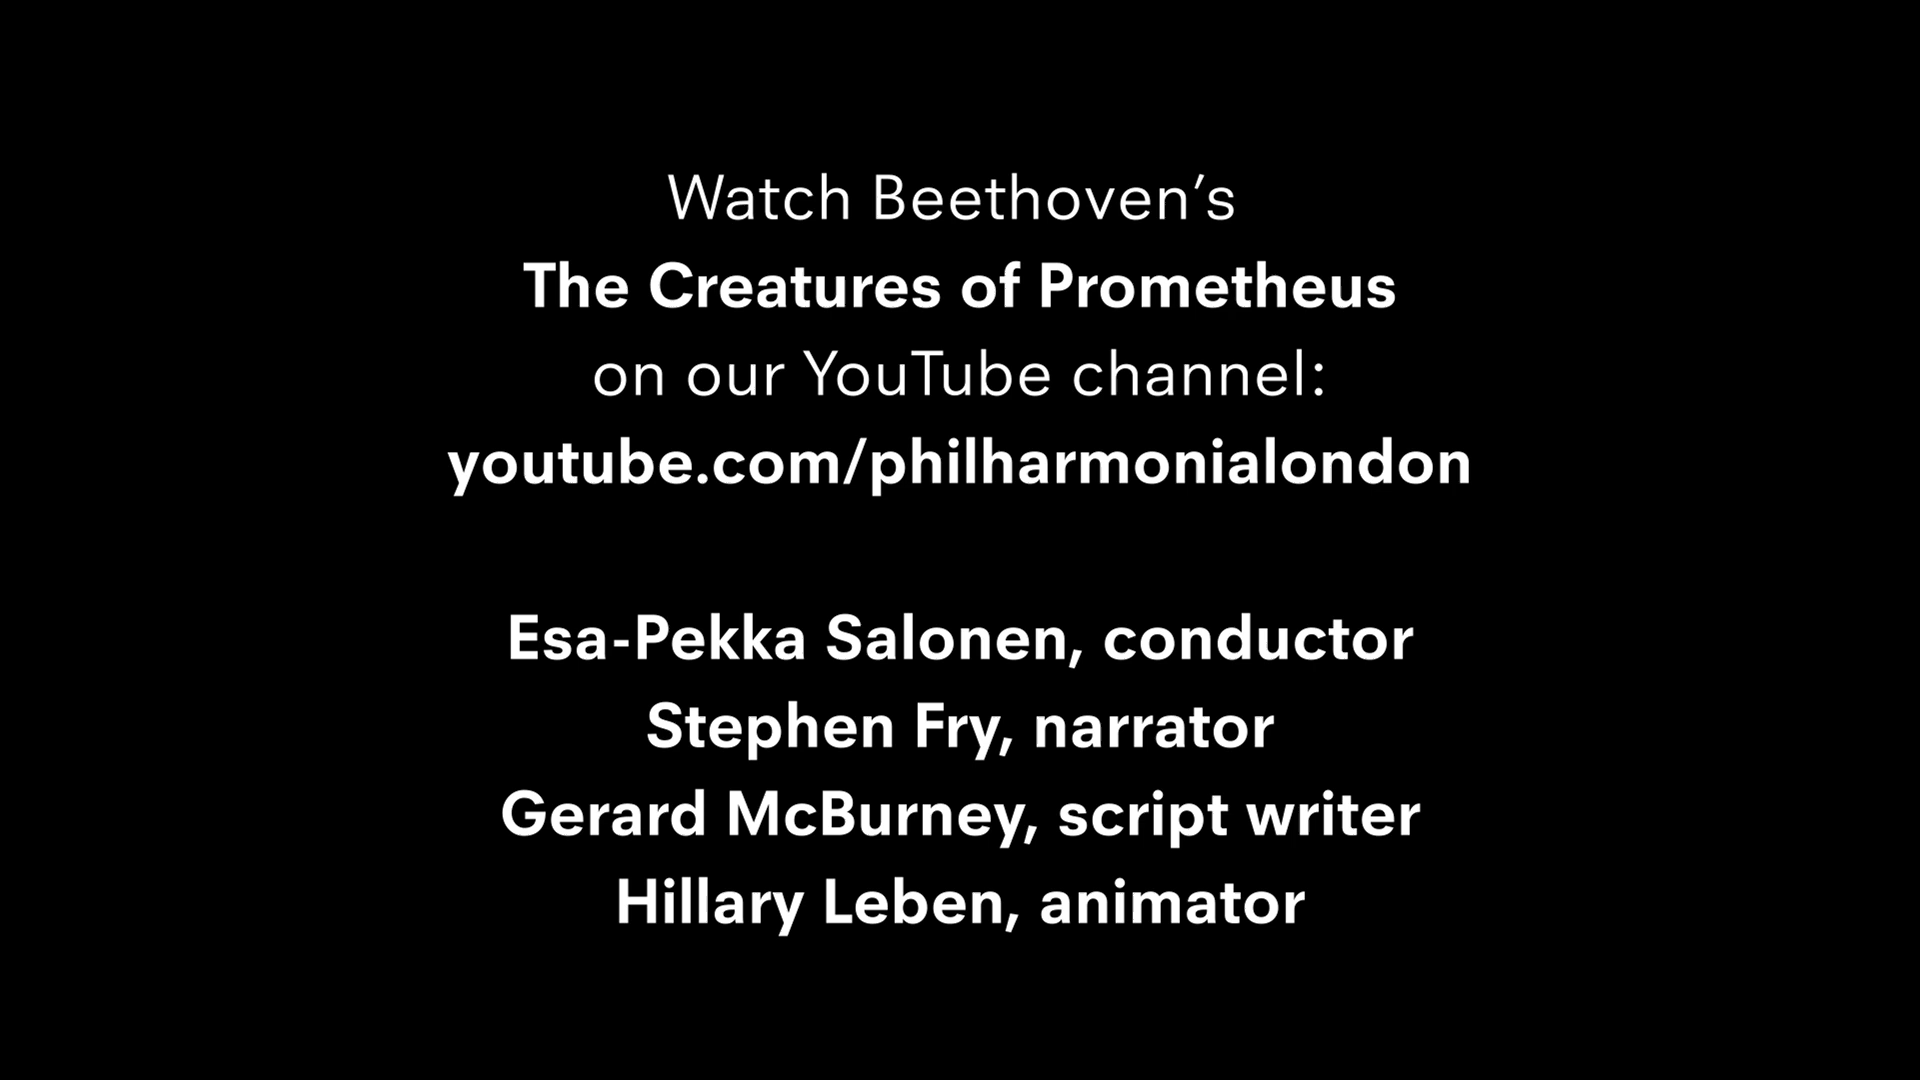 Watch Beethoven’s
The Creatures of Prometheus
on our YouTube channel:
youtube.com/philharmonialondon
Esa-Pekka Salonen, conductor
Stephen Fry, narrator
Gerard McBurney, script writer
Hillary Leben, animator